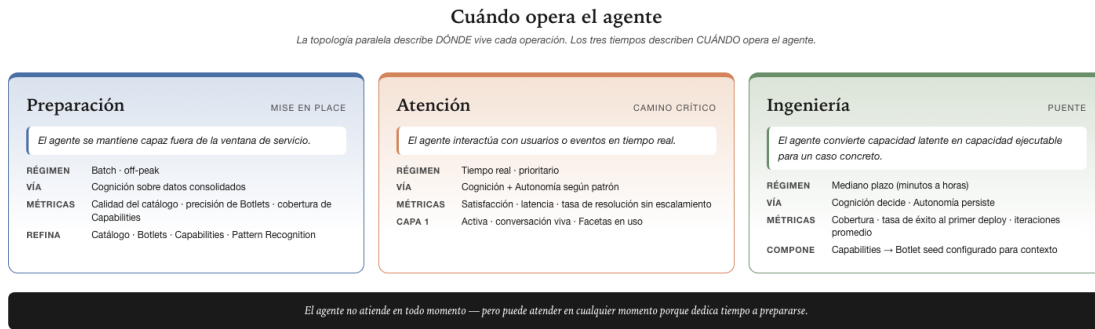 Cuándo opera el agente
La topología paralela describe DÓNDE vive cada operación. Los tres tiempos describen CUÁNDO opera el agente.
Preparación
MISE EN PLACE
El agente se mantiene capaz fuera de la ventana de servicio.
RÉGIMEN Batch · off-peak
VÍA Cognición sobre datos consolidados
MÉTRICAS Calidad del catálogo · precisión de Botlets · cobertura de
Capabilities
REFINA Catálogo · Botlets · Capabilities · Pattern Recognition
Atención
CAMINO CRÍTICO
El agente interactúa con usuarios o eventos en tiempo real.
RÉGIMEN Tiempo real · prioritario
VÍA Cognición + Autonomía según patrón
MÉTRICAS Satisfacción · latencia · tasa de resolución sin escalamiento
CAPA 1 Activa · conversación viva · Facetas en uso
Ingeniería
PUENTE
El agente convierte capacidad latente en capacidad ejecutable
para un caso concreto.
RÉGIMEN Mediano plazo (minutos a horas)
VÍA Cognición decide · Autonomía persiste
MÉTRICAS Cobertura · tasa de éxito al primer deploy · iteraciones
promedio
COMPONE Capabilities → Botlet seed configurado para contexto
El agente no atiende en todo momento — pero puede atender en cualquier momento porque dedica tiempo a prepararse.